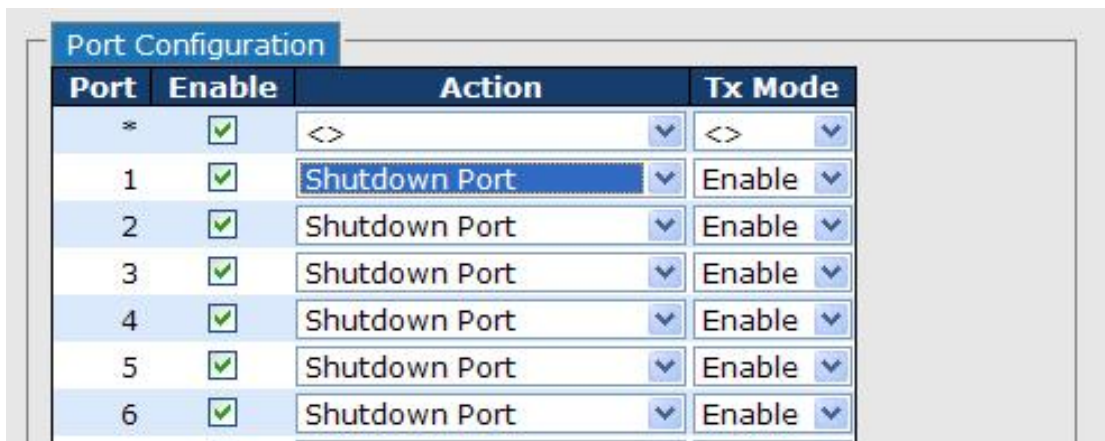 Port Configuration
Port Enable Action Tx Mode
* <> <>
1 Shutdown Port Enable
2 Shutdown Port Enable
3 Shutdown Port Enable
4 Shutdown Port Enable
5 Shutdown Port Enable
6 Shutdown Port Enable